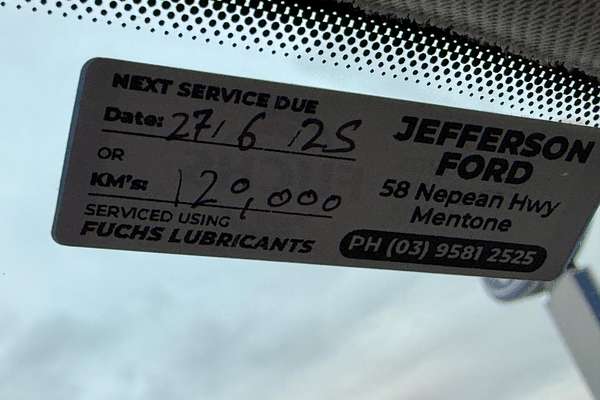 NEXT SERVICE DUE
Date: 27/6/25
OR
KM's: 120,000
SERVICED USING
FUCHS LUBRICANTS
JEFFERSON
FORD
58 Nepean Hwy
Mentone
PH (03) 9581 2525